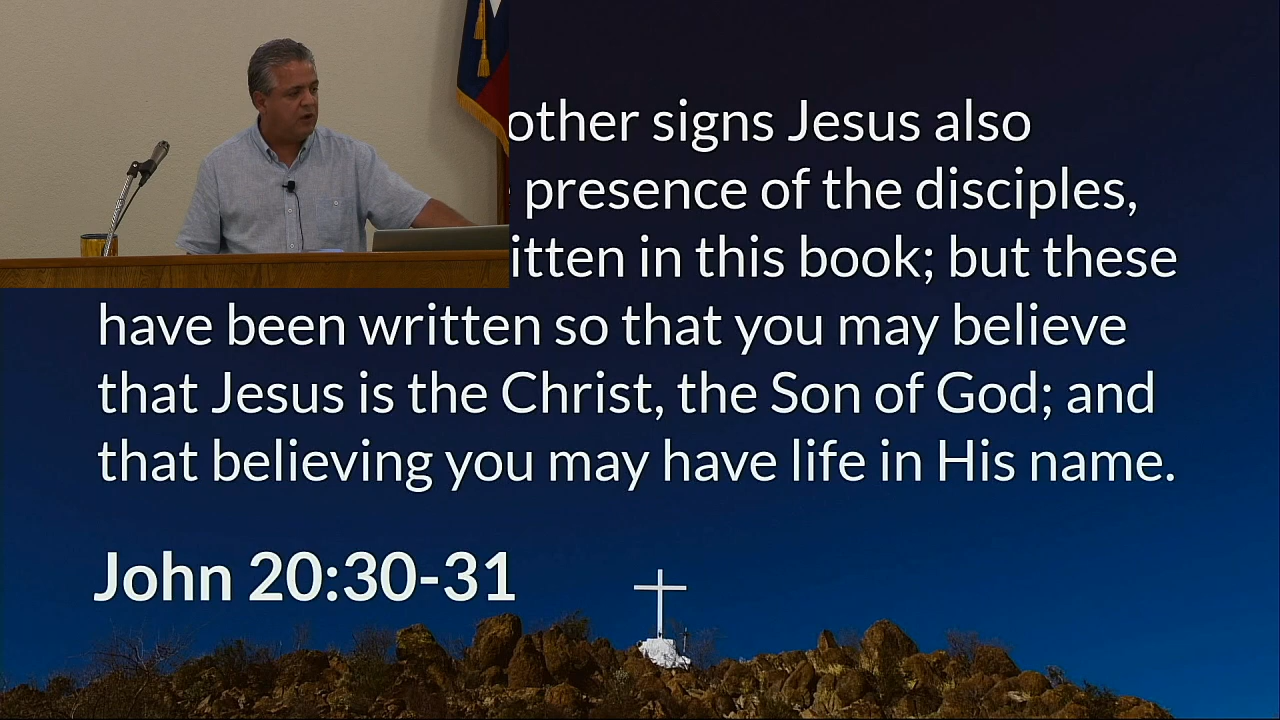 other signs Jesus also
presence of the disciples,
in this book; but these
have been written so that you may believe
that Jesus is the Christ, the Son of God; and
that believing you may have life in His name.
John 20:30-31